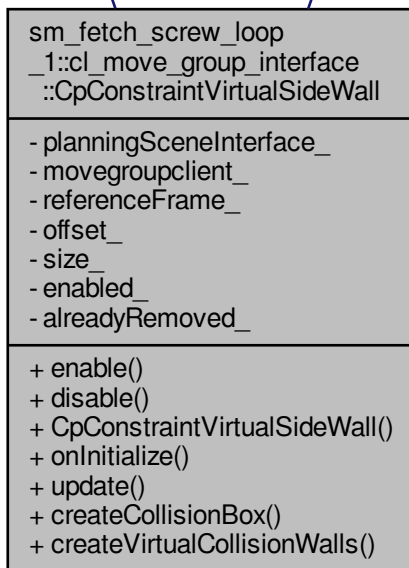 sm_fetch_screw_loop
_1::cl_move_group_interface
::CpConstraintVirtualSideWall
- planningSceneInterface_
- movegroupclient_
- referenceFrame_
- offset_
- size_
- enabled_
- alreadyRemoved_
+ enable()
+ disable()
+ CpConstraintVirtualSideWall()
+ onInitialize()
+ update()
+ createCollisionBox()
+ createVirtualCollisionWalls()